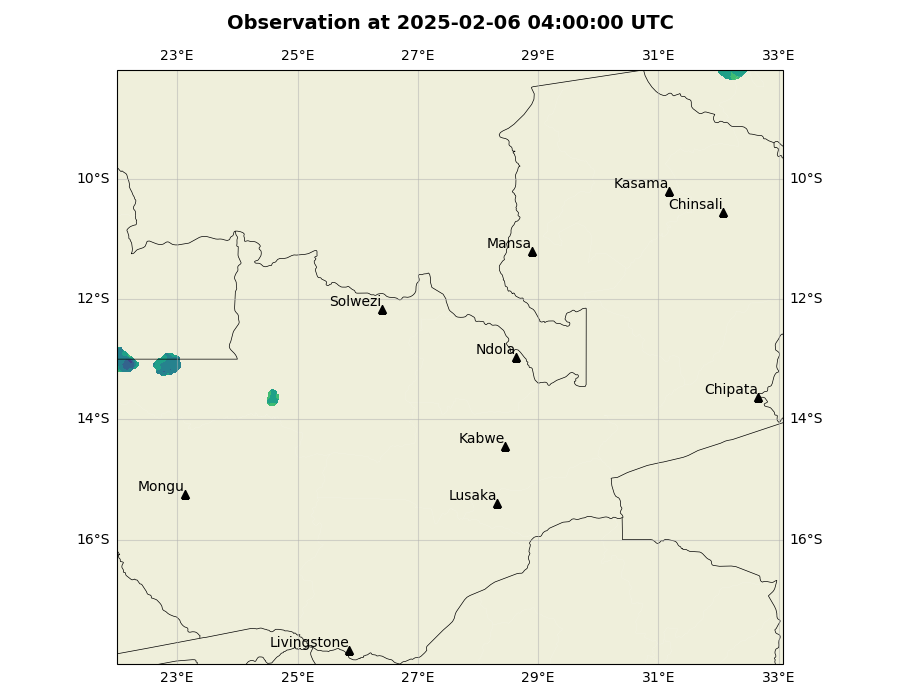 Observation at 2025-02-06 04:00:00 UTC
23°E 25°E 27°E 29°E 31°E 33°E
10°S 10°S
Kasama
Chinsali
Mansa
12°S 12°S
Solwezi
Ndola
Chipata
14°S 14°S
Kabwe
Mongu
Lusaka
16°S 16°S
Livingstone
23°E 25°E 27°E 29°E 31°E 33°E